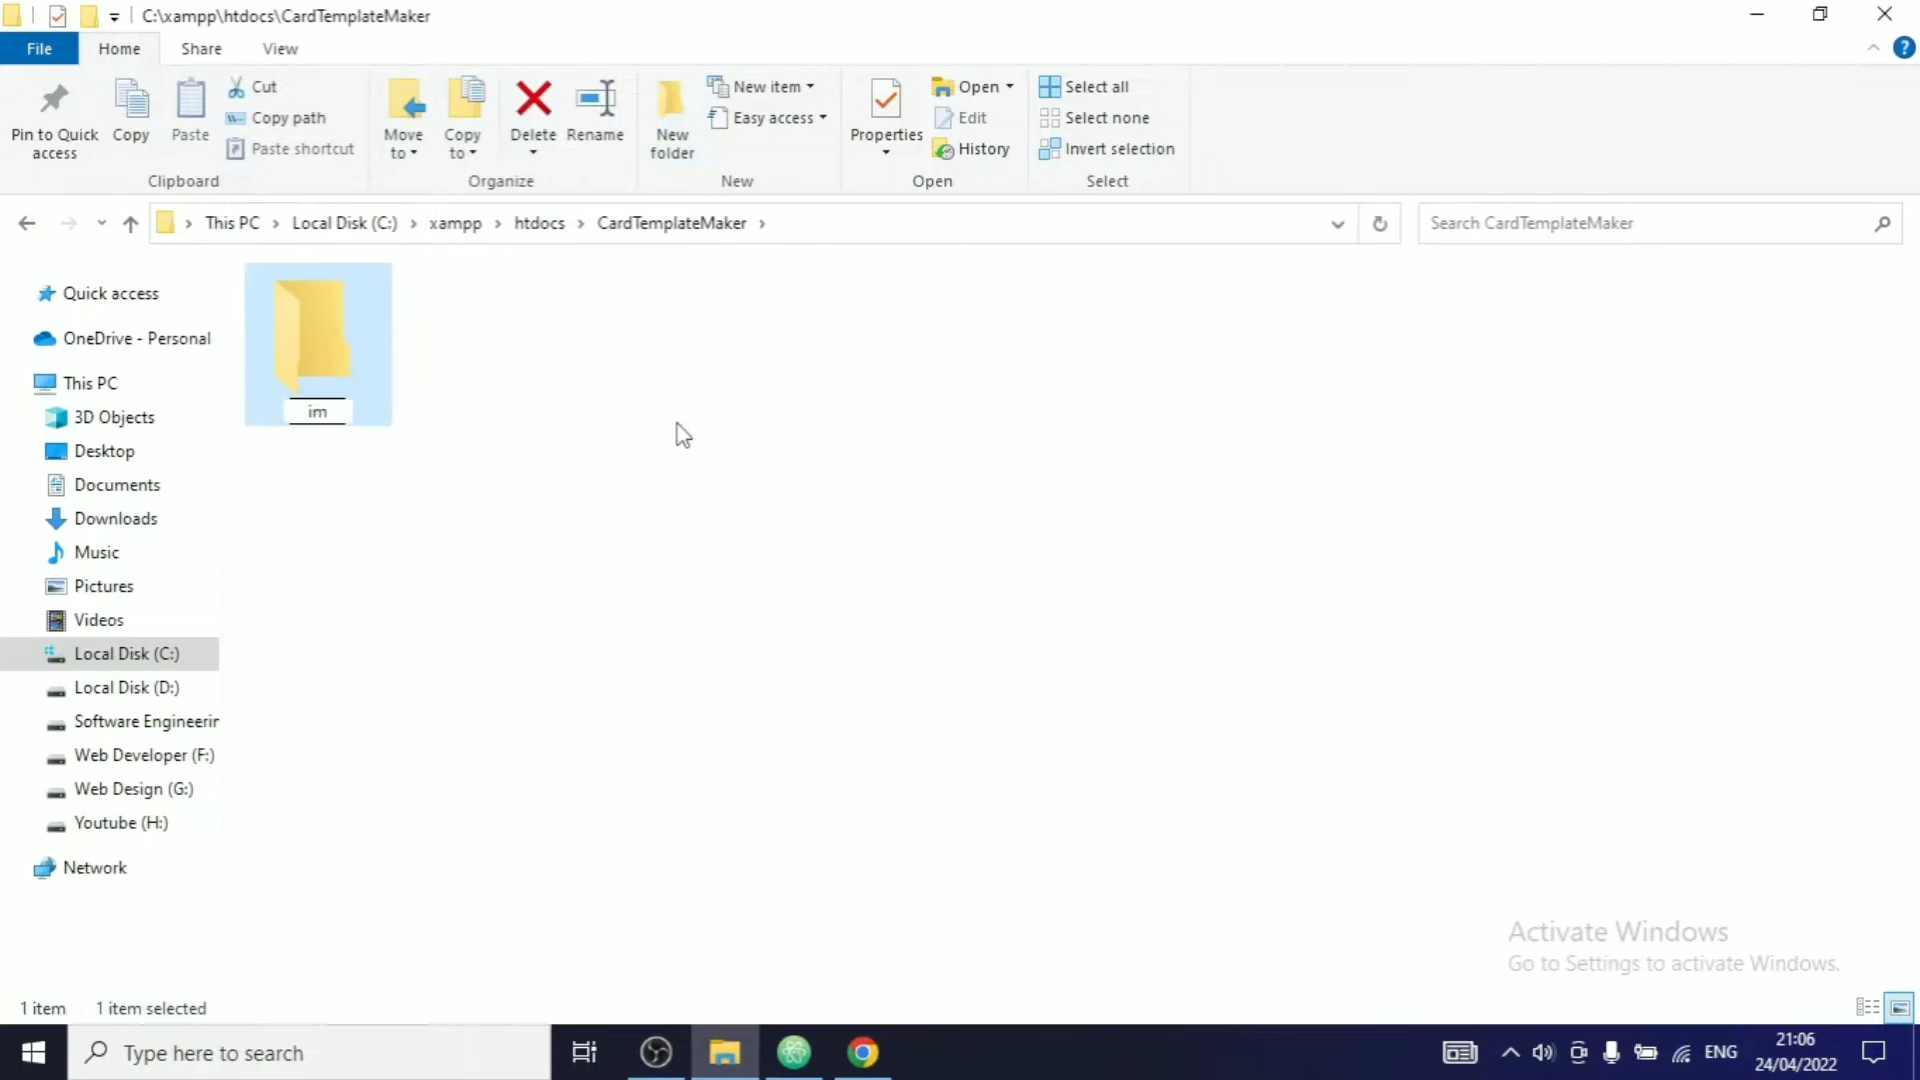 C:\xampp\htdocs\CardTemplateMaker
File Home Share View
Pin to Quick access
Copy
Paste
Cut
Copy path
Paste shortcut
Clipboard
Move to
Copy to
Delete
Rename
Organize
New folder
New item
Easy access
New
Properties
Open
Edit
History
Open
Select all
Select none
Invert selection
Select
This PC Local Disk (C:) xampp htdocs CardTemplateMaker
Search CardTemplateMaker
Quick access
OneDrive - Personal
This PC
3D Objects
Desktop
Documents
Downloads
Music
Pictures
Videos
Local Disk (C:)
Local Disk (D:)
Software Engineerin
Web Developer (F:)
Web Design (G:)
Youtube (H:)
Network
im
Activate Windows
Go to Settings to activate Windows.
1 item 1 item selected
Type here to search
ENG
21:06
24/04/2022